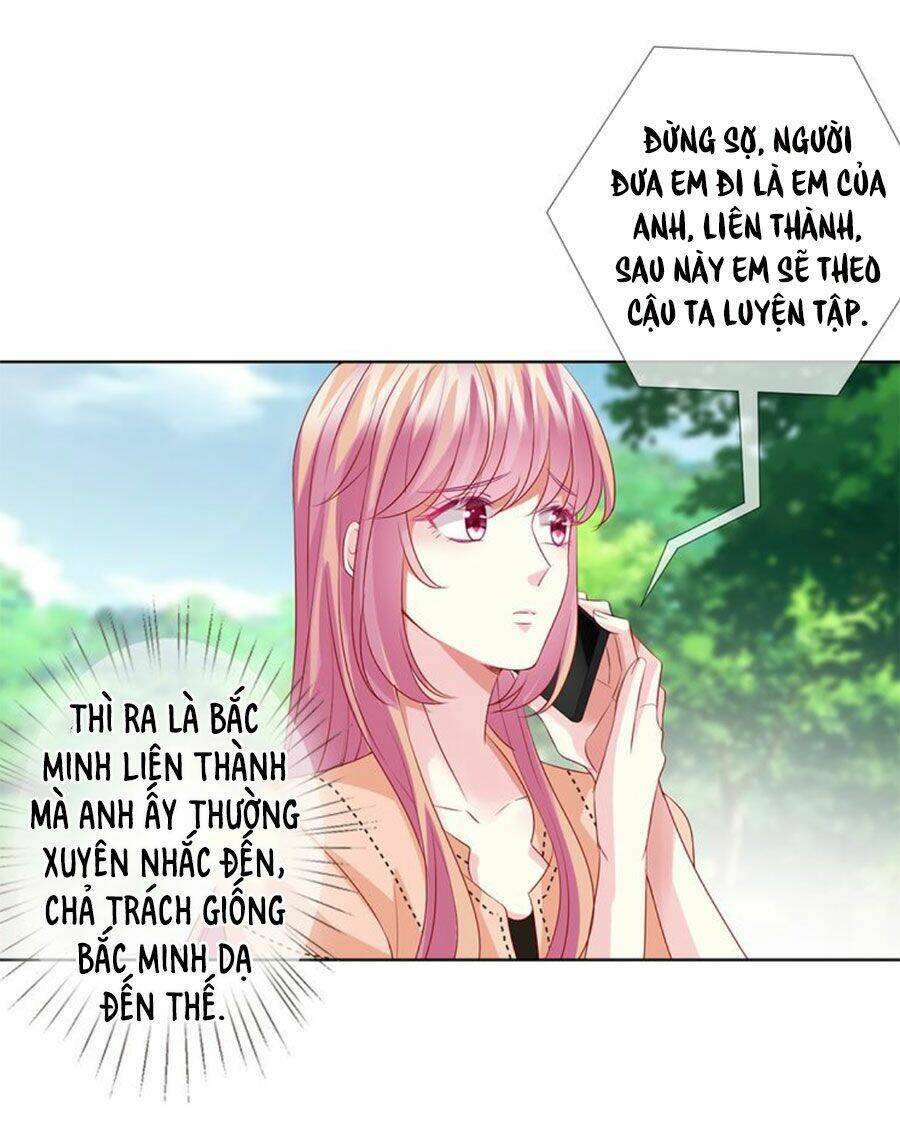 ĐỪNG SỢ, NGƯỜI
ĐƯA EM ĐI LÀ EM CỦA
ANH, LIÊN THÀNH,
SAU NÀY EM SẼ THEO
CẬU TA LUYỆN TẬP.
THÌ RA LÀ BẮC
MINH LIÊN THÀNH
MÀ ANH ẤY THƯỜNG
XUYÊN NHẮC ĐẾN,
CHẢ TRÁCH GIỐNG
BẮC MINH DẠ
ĐẾN THẾ.